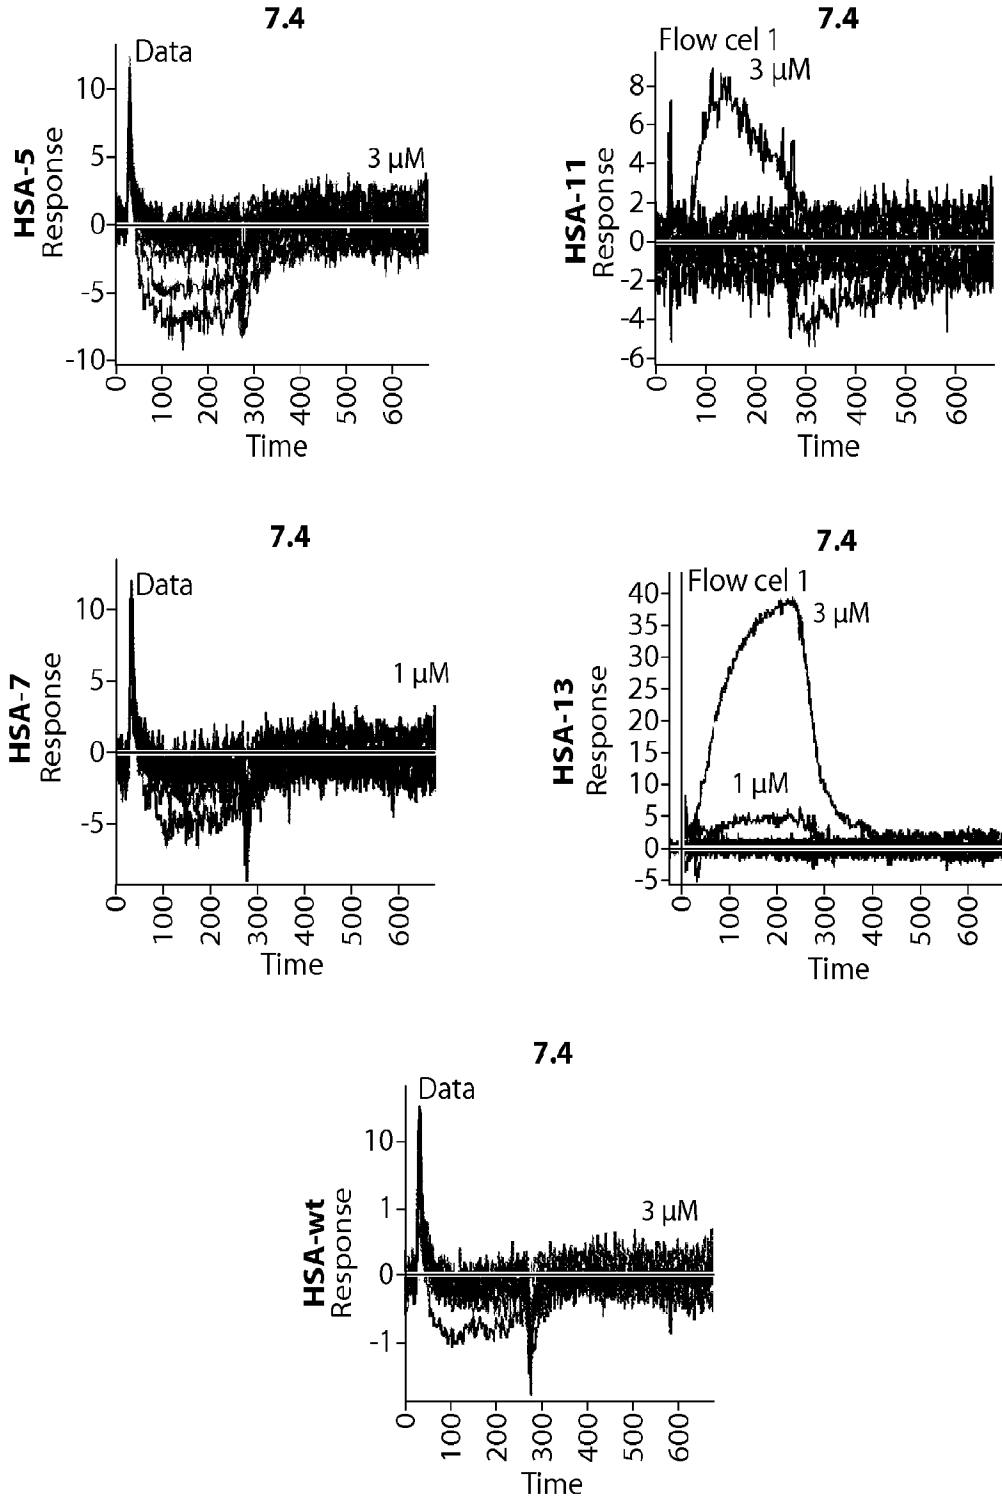 7.4
Data
3 μM
HSA-5
Response
10
5
0
-5
-10
0
100
200
300
400
500
600
Time
7.4
Flow cel 1
3 μM
HSA-11
Response
8
6
4
2
0
-2
-4
-6
0
100
200
300
400
500
600
Time
7.4
Data
1 μM
HSA-7
Response
10
5
0
-5
0
100
200
300
400
500
600
Time
7.4
Flow cel 1
3 μM
1 μM
HSA-13
Response
40
35
30
25
20
15
10
5
0
-5
0
100
200
300
400
500
600
Time
7.4
Data
3 μM
HSA-wt
Response
10
1
0
-1
0
100
200
300
400
500
600
Time